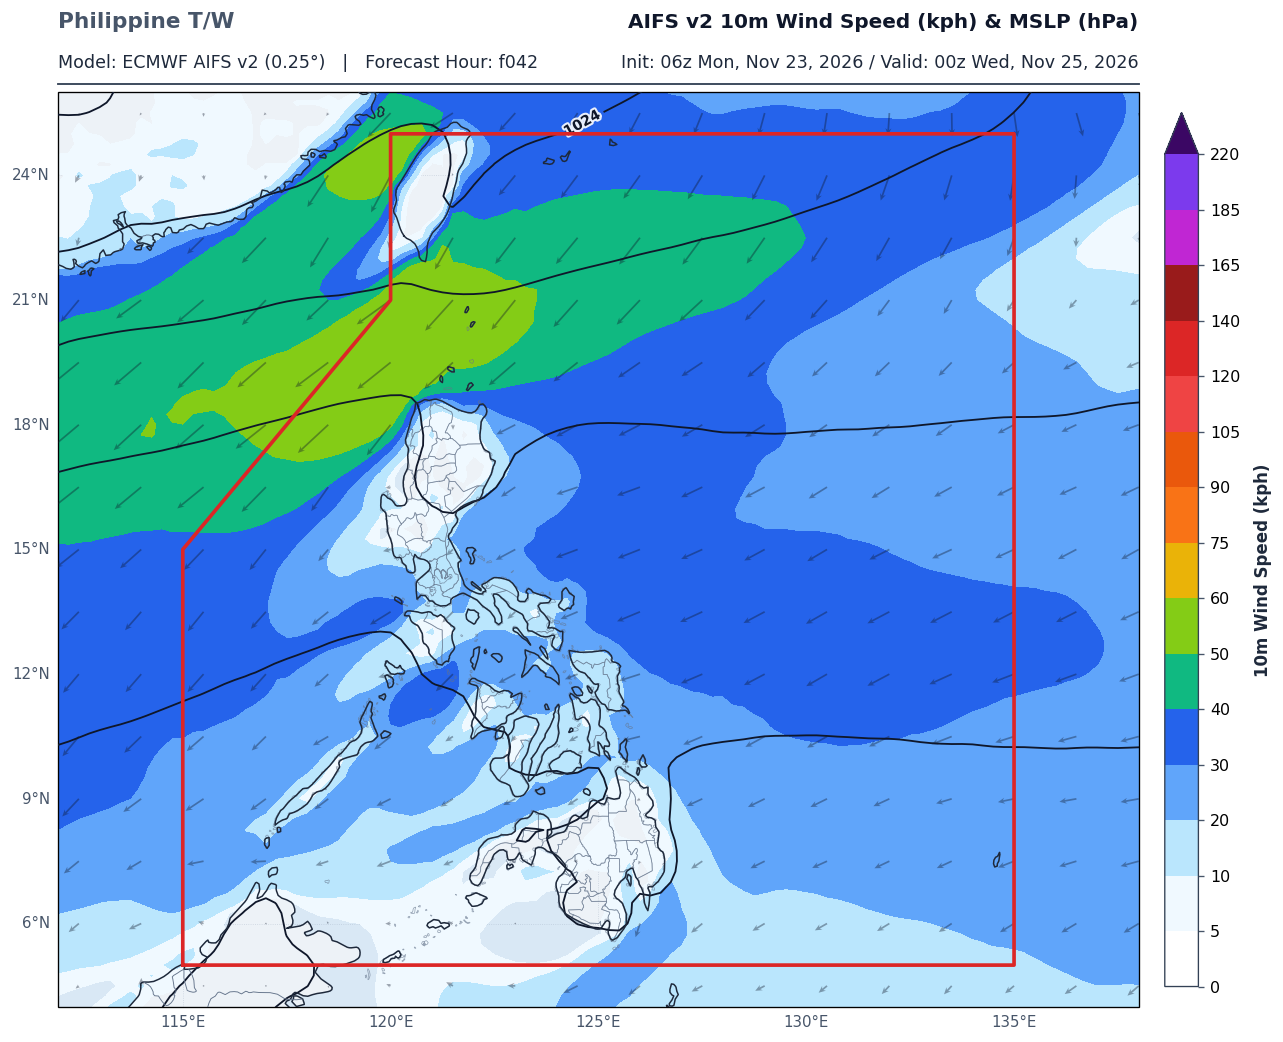 Philippine T/W
AIFS v2 10m Wind Speed (kph) & MSLP (hPa)
Model: ECMWF AIFS v2 (0.25°) | Forecast Hour: f042
Init: 06z Mon, Nov 23, 2026 / Valid: 00z Wed, Nov 25, 2026
1024
24°N
21°N
18°N
15°N
12°N
9°N
6°N
115°E
120°E
125°E
130°E
135°E
220
185
165
140
120
105
90
75
60
50
40
30
20
10
5
0
10m Wind Speed (kph)